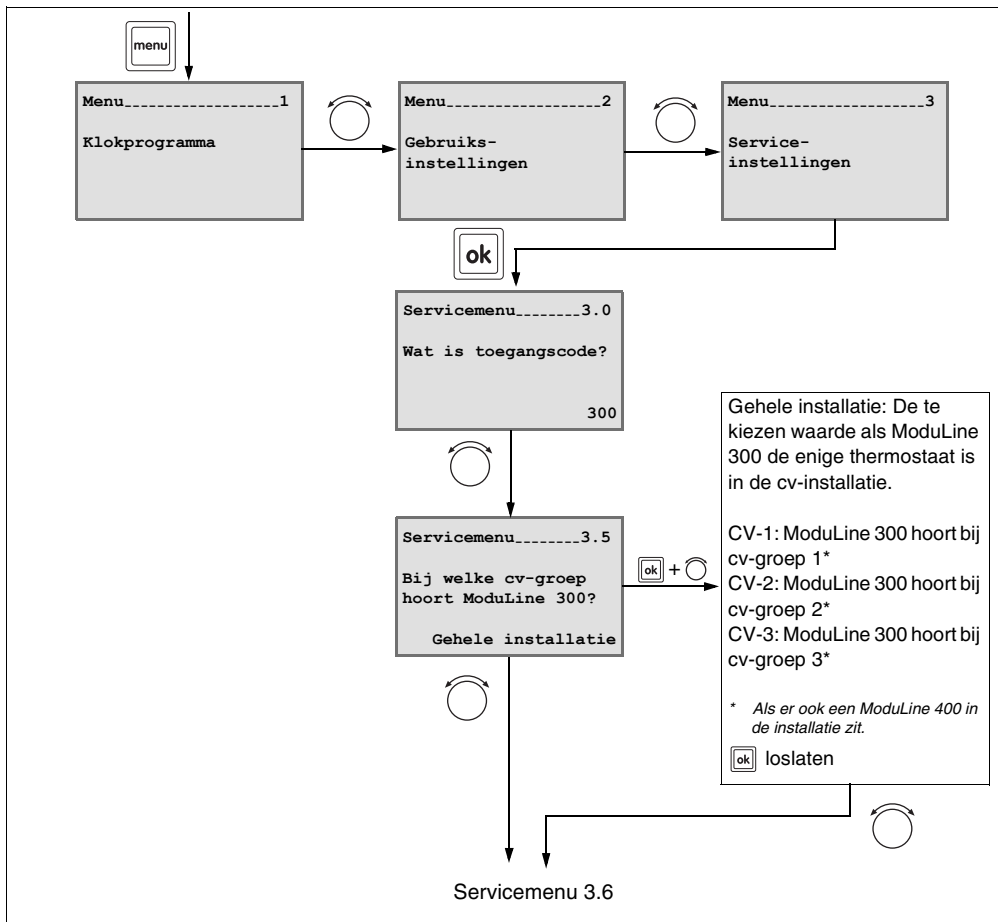 menu
Menu__________________1
Klokprogramma
Menu__________________2
Gebruiks-
instellingen
Menu__________________3
Service-
instellingen
ok
Servicemenu________3.0
Wat is toegangscode?
300
Servicemenu________3.5
Bij welke cv-groep
hoort ModuLine 300?
Gehele installatie
ok +
Gehele installatie: De te
kiezen waarde als ModuLine
300 de enige thermostaat is
in de cv-installatie.
CV-1: ModuLine 300 hoort bij
cv-groep 1*
CV-2: ModuLine 300 hoort bij
cv-groep 2*
CV-3: ModuLine 300 hoort bij
cv-groep 3*
* Als er ook een ModuLine 400 in
de installatie zit.
ok loslaten
Servicemenu 3.6